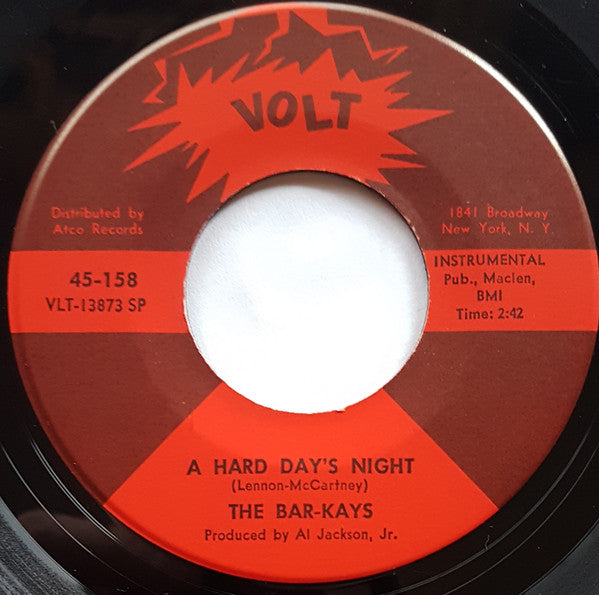 VOLT
Distributed by
Atco Records
1841 Broadway
New York, N. Y.
45-158
VLT-13873 SP
INSTRUMENTAL
Pub., Maclen,
BMI
Time: 2:42
A HARD DAY'S NIGHT
(Lennon-McCartney)
THE BAR-KAYS
Produced by Al Jackson, Jr.